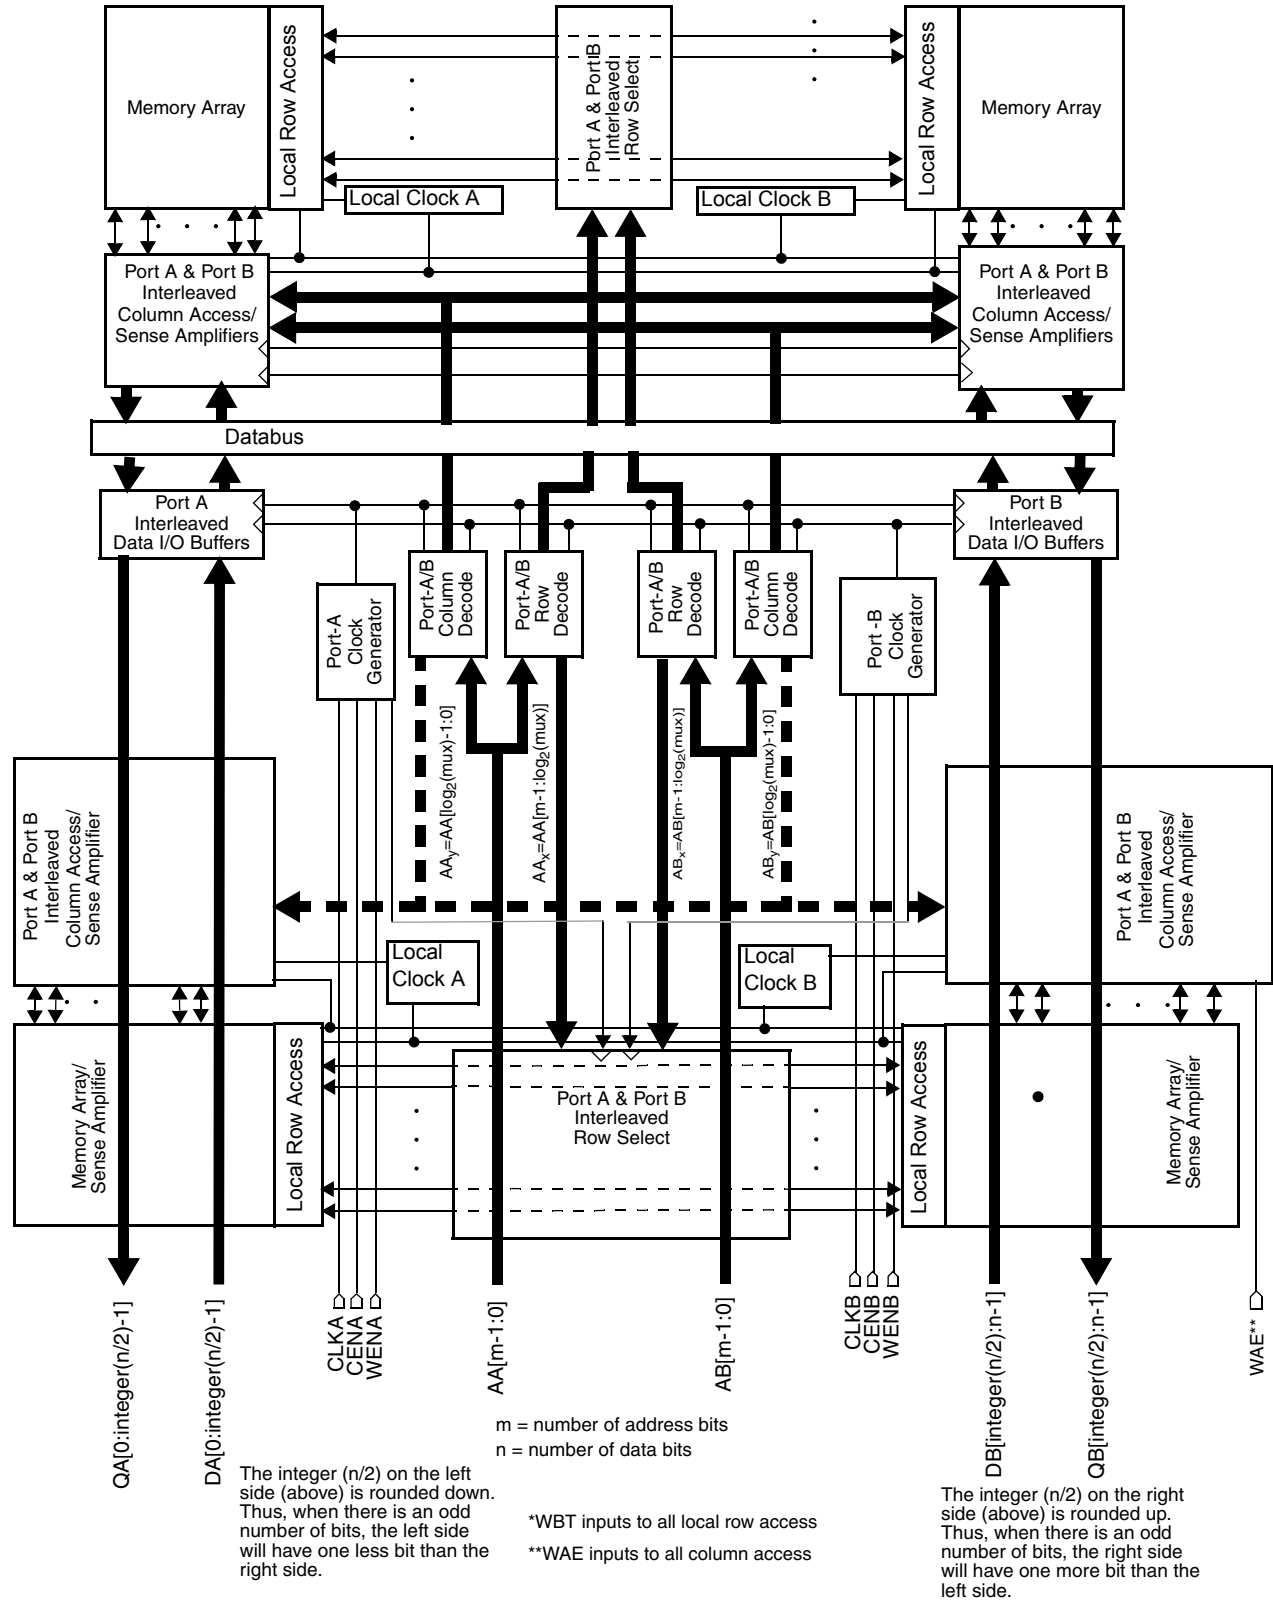 Memory Array
Local Row Access
Port A & Port B
Interleaved
Row Select
Local Row Access
Memory Array
Local Clock A
Local Clock B
Port A & Port B
Interleaved
Column Access/
Sense Amplifiers
Port A & Port B
Interleaved
Column Access/
Sense Amplifiers
Databus
Port A
Interleaved
Data I/O Buffers
Port B
Interleaved
Data I/O Buffers
Port-A
Clock
Generator
Port-A/B
Column
Decode
Port-A/B
Row
Decode
Port-A/B
Row
Decode
Port-A/B
Column
Decode
Port -B
Clock
Generator
AAy=AA[log2(mux)-1:0]
AAx=AA[m-1:log2(mux)]
ABx=AB[m-1:log2(mux)]
ABy=AB[log2(mux)-1:0]
Port A & Port B
Interleaved
Column Access/
Sense Amplifier
Port A & Port B
Interleaved
Column Access/
Sense Amplifier
Local
Clock A
Local
Clock B
Memory Array/
Sense Amplifier
Local Row Access
Port A & Port B
Interleaved
Row Select
Local Row Access
Memory Array/
Sense Amplifier
QA[0:integer(n/2)-1]
DA[0:integer(n/2)-1]
CLKA
CENA
WENA
AA[m-1:0]
AB[m-1:0]
CLKB
CENB
WENB
DB[integer(n/2):n-1]
QB[integer(n/2):n-1]
WAE**
m = number of address bits
n = number of data bits
The integer (n/2) on the left
side (above) is rounded down.
Thus, when there is an odd
number of bits, the left side
will have one less bit than the
right side.
*WBT inputs to all local row access
**WAE inputs to all column access
The integer (n/2) on the right
side (above) is rounded up.
Thus, when there is an odd
number of bits, the right side
will have one more bit than the
left side.